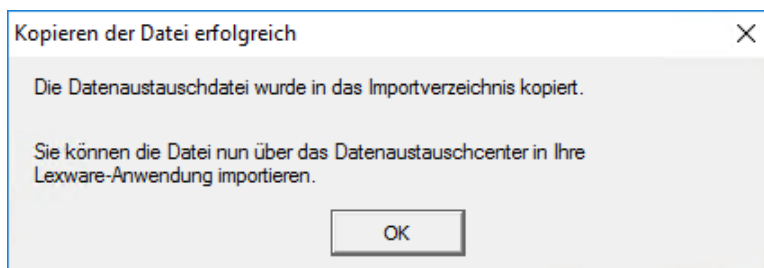 Kopieren der Datei erfolgreich
Die Datenaustauschdatei wurde in das Importverzeichnis kopiert.
Sie können die Datei nun über das Datenaustauschcenter in Ihre
Lexware-Anwendung importieren.
OK